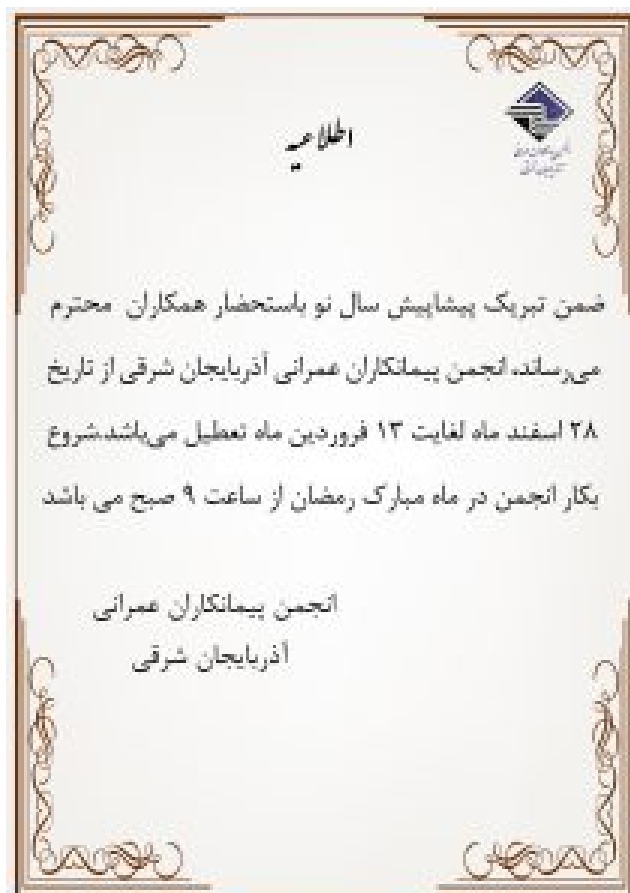 اطلاعیه
ضمن تبریک پیشاپیش سال نو باستحضار همکاران محترم
می‌رساند، انجمن پیمانکاران عمرانی آذربایجان شرقی از تاریخ
۲۸ اسفند ماه لغایت ۱۳ فروردین ماه تعطیل می‌باشد.شروع
بکار انجمن در ماه مبارک رمضان از ساعت ۹ صبح می باشد
انجمن پیمانکاران عمرانی
آذربایجان شرقی